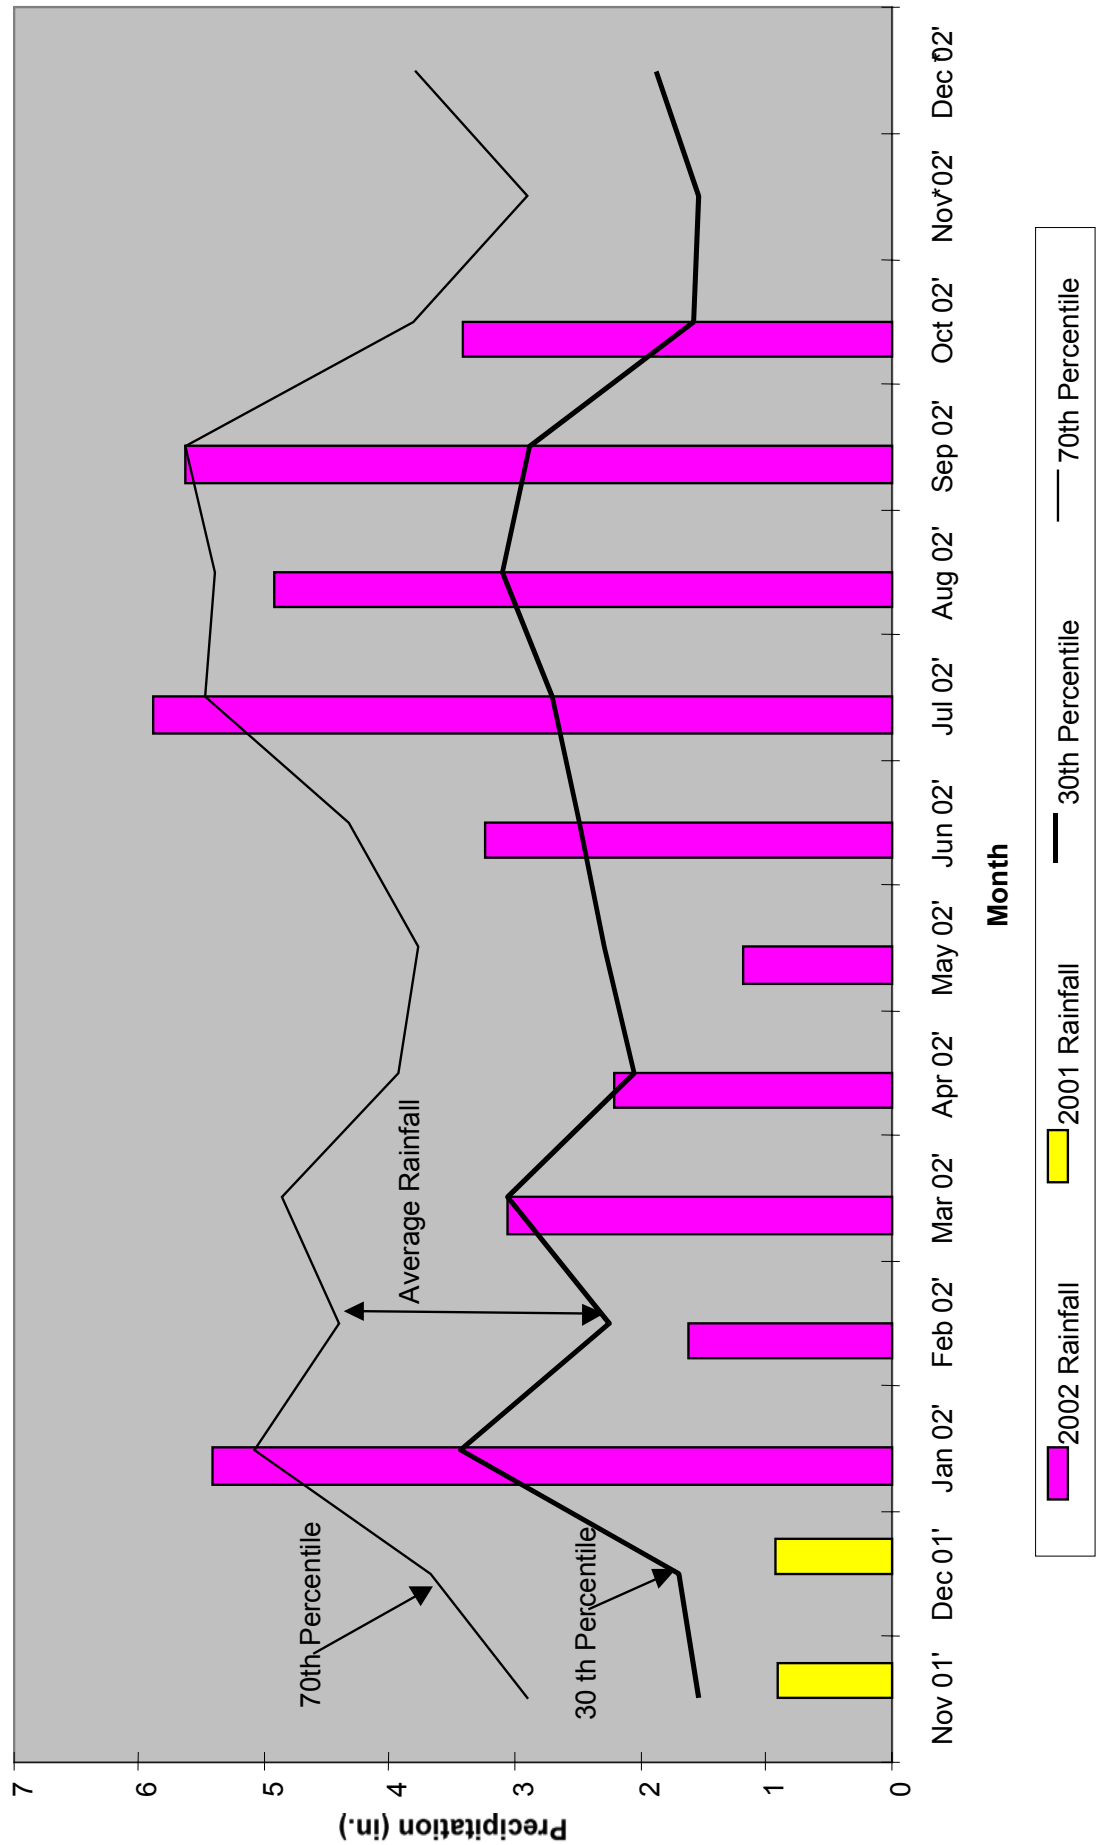 Precipitation (in.)
7
6
5
4
3
2
1
0
70th Percentile
30 th Percentile
Average Rainfall
Nov 01' Dec 01' Jan 02' Feb 02' Mar 02' Apr 02' May 02' Jun 02' Jul 02' Aug 02' Sep 02' Oct 02' Nov*02' Dec*02'
Month
2002 Rainfall 2001 Rainfall 30th Percentile 70th Percentile